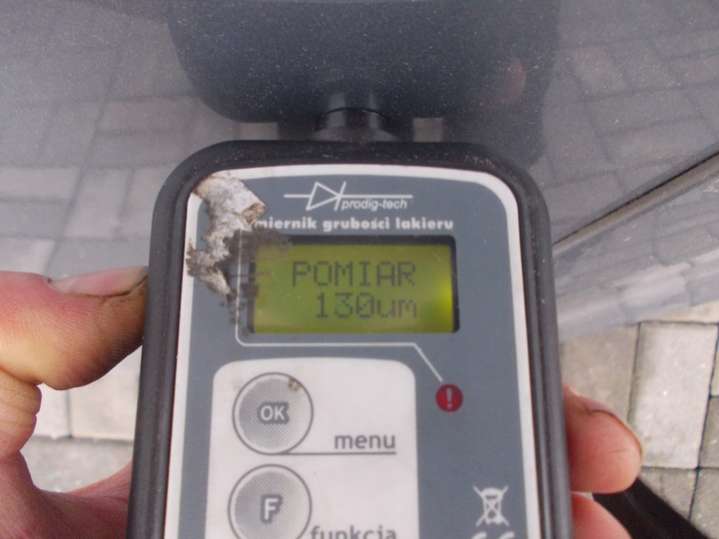 prodig-tech
miernik grubości lakieru
POMIAR
130um
OK
menu
F
funkcja